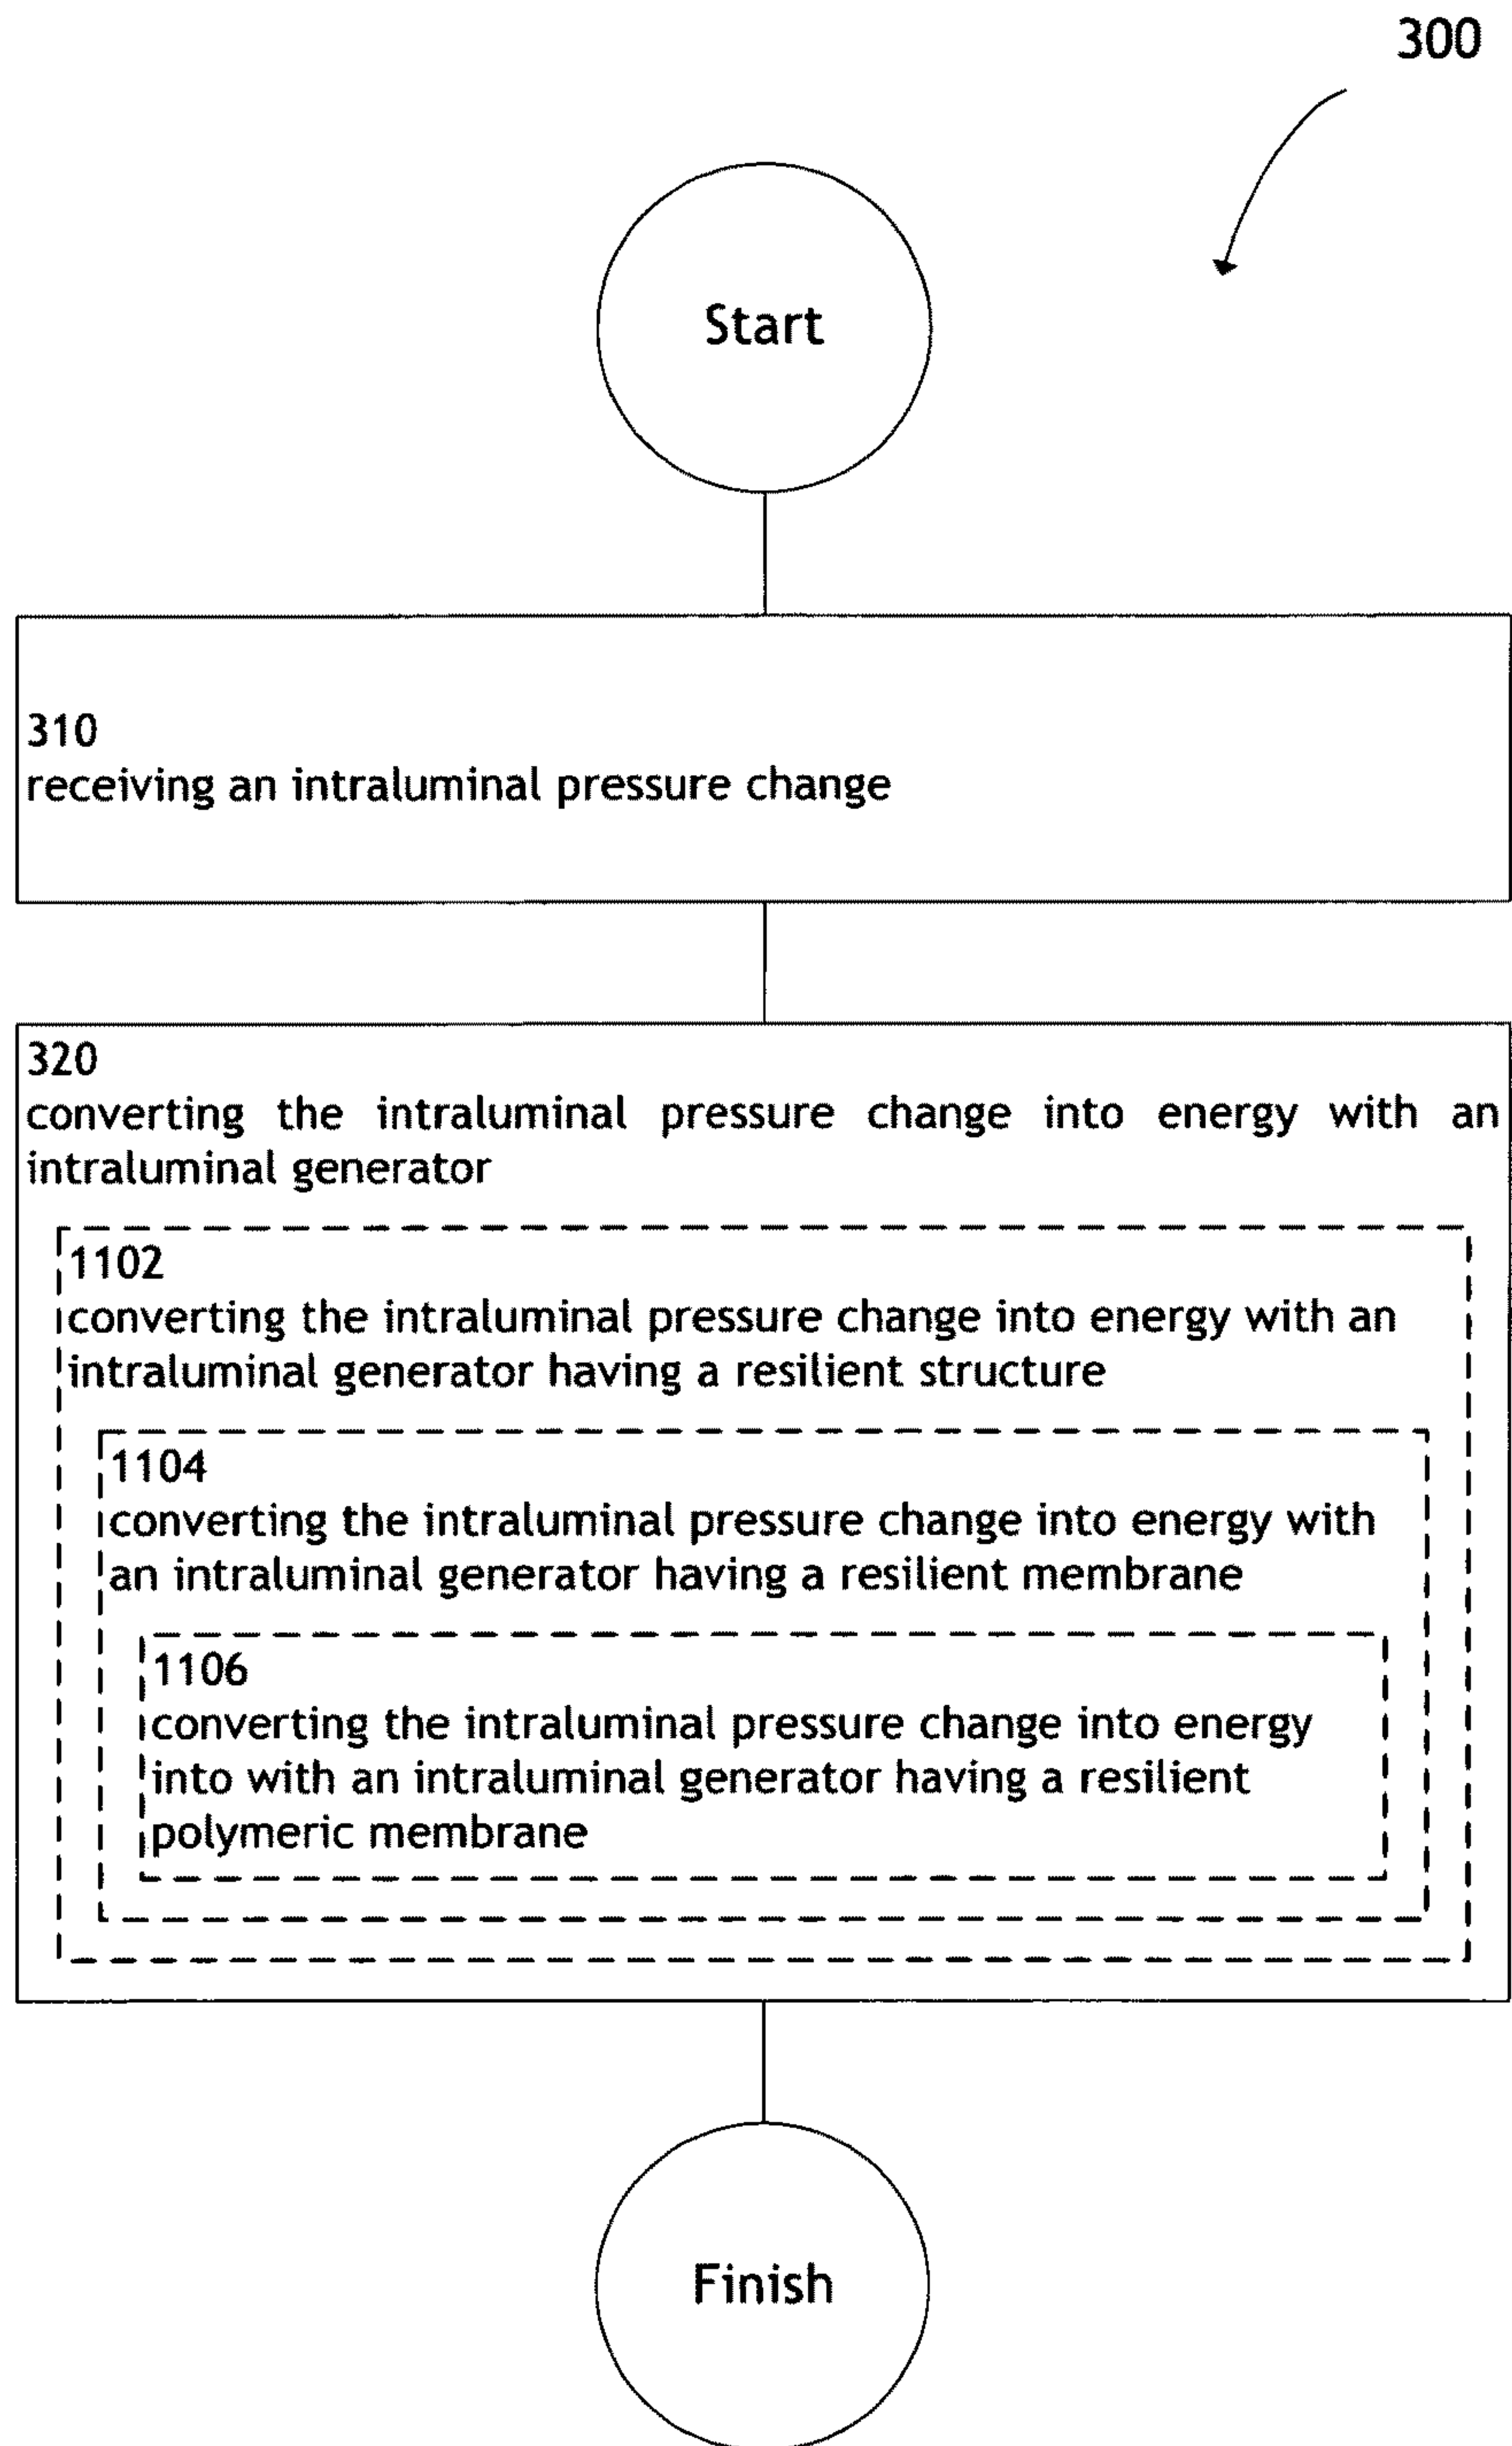 300
Start
310
receiving an intraluminal pressure change
320
converting the intraluminal pressure change into energy with an
intraluminal generator
1102
converting the intraluminal pressure change into energy with an
intraluminal generator having a resilient structure
1104
converting the intraluminal pressure change into energy with
an intraluminal generator having a resilient membrane
1106
converting the intraluminal pressure change into energy
into with an intraluminal generator having a resilient
polymeric membrane
Finish